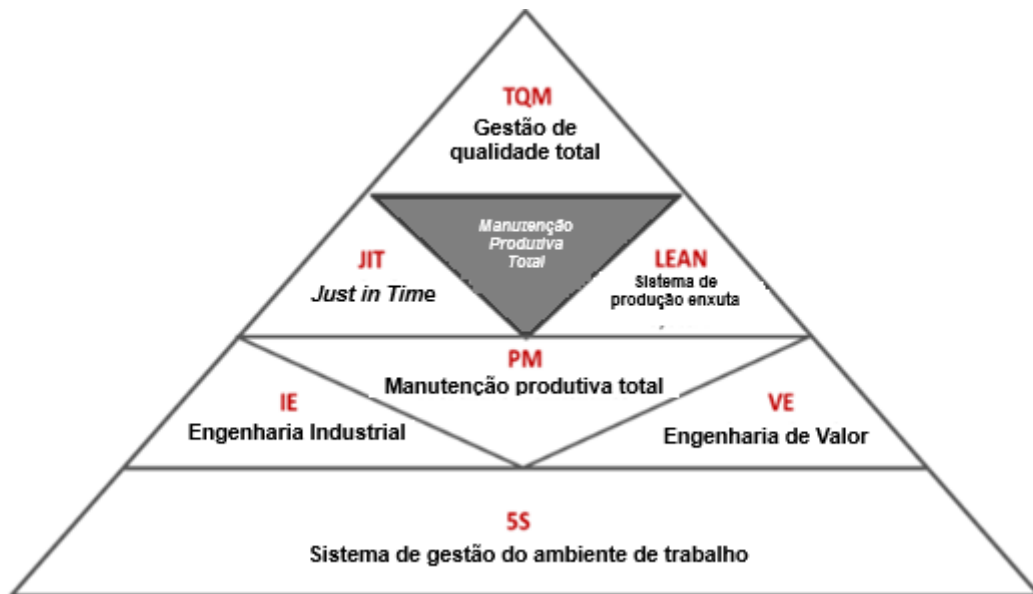 TQM
Gestão de
qualidade total
Manutenção
Produtiva
Total
JIT
Just in Time
LEAN
Sistema de
produção enxuta
PM
Manutenção produtiva total
IE
Engenharia Industrial
VE
Engenharia de Valor
5S
Sistema de gestão do ambiente de trabalho